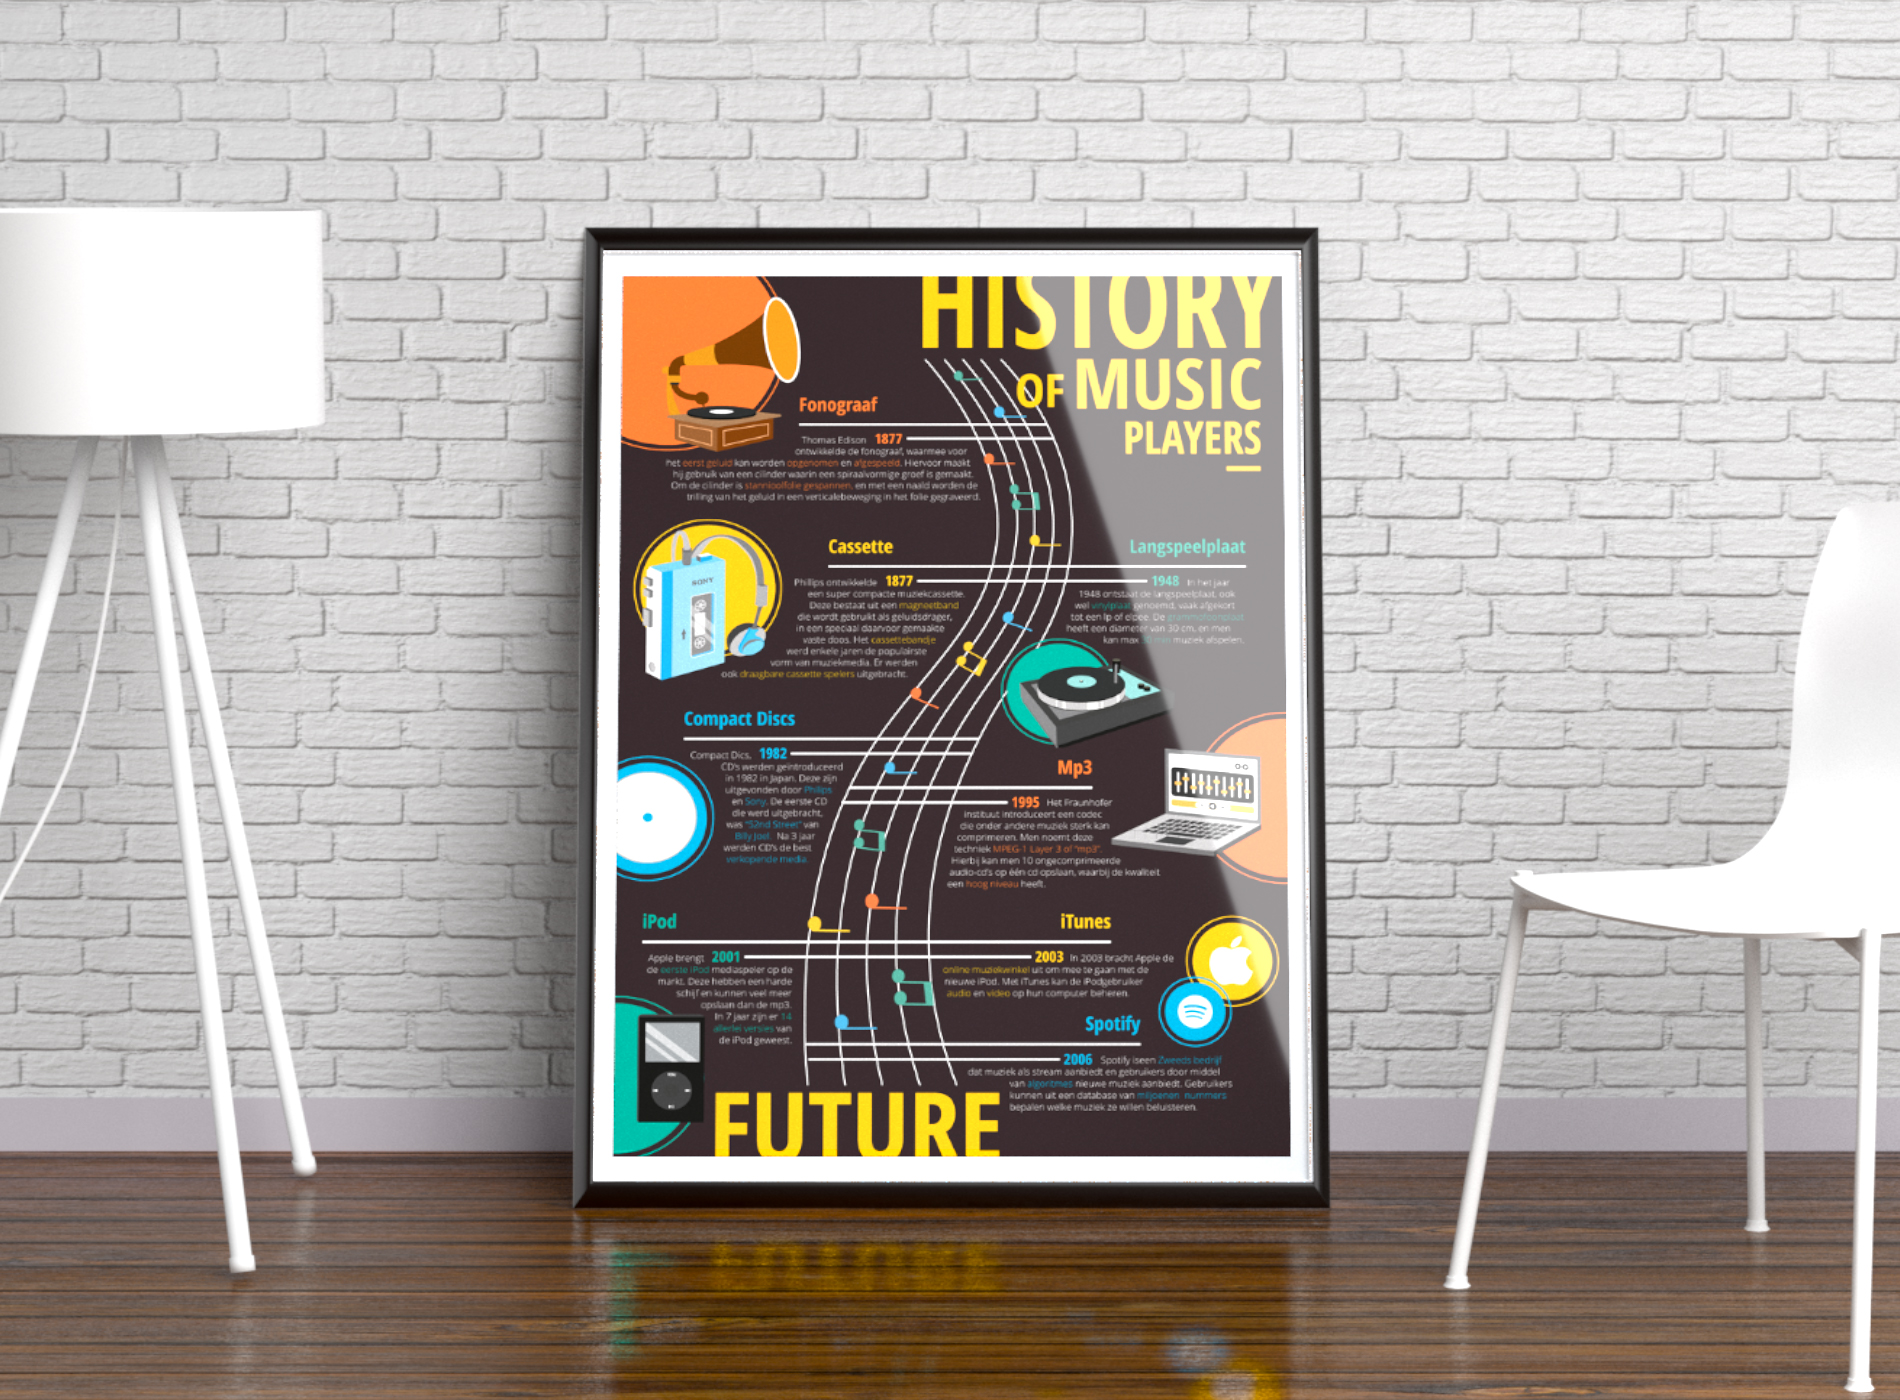 HISTORY
OF MUSIC
PLAYERS
Fonograaf
Thomas Edison 1877
ontwikkelde de fonograaf, waarmee voor
het eerst geluid kan worden opgenomen en afgespeeld. Hiervoor maakt
hij gebruik van een cilinder waarin een spiraalvormige groef is gemaakt.
Om de cilinder is stannioolfolie gespannen, en met een naald worden de
trilling van het geluid in een verticalebeweging in het folie gegraveerd.
Cassette
SONY
Phillips ontwikkelde 1877
een super compacte muziekcassette.
Deze bestaat uit een magneetband
die wordt gebruikt als geluidsdrager,
in een speciaal daarvoor gemaakte
vaste doos. Het cassettebandje
werd enkele jaren de populairste
vorm van muziekmedia. Er werden
ook draagbare cassette spelers uitgebracht.
Langspeelplaat
1948 In het jaar
1948 ontstaat de langspeelplaat, ook
wel vinylplaat genoemd, vaak afgekort
tot een lp of elpee. De
heeft een diameter van 30 cm, en men
kan max muziek afspelen.
Compact Discs
Compact Dics, 1982
CD's werden geïntroduceerd
in 1982 in Japan. Deze zijn
uitgevonden door Philips
en Sony. De eerste CD
die werd uitgebracht,
was "52nd Street" van
Billy Joel. Na 3 jaar
werden CD's de best
verkopende media.
Mp3
1995 Het Fraunhofer
instituut introduceert een codec
die onder andere muziek sterk kan
comprimeren. Men noemt deze
techniek MPEG-1 Layer 3 of "mp3".
Hierbij kan men 10 ongecomprimeerde
audio-cd's op één cd opslaan, waarbij de kwaliteit
een hoog niveau heeft.
iPod
Apple brengt 2001
de eerste iPod mediaspeler op de
markt. Deze hebben een harde
schijf en kunnen veel meer
opslaan dan de mp3.
In 7 jaar zijn er 14
allerlei versies van
de iPod geweest.
iTunes
2003 In 2003 bracht Apple de
online muziekwinkel uit om mee te gaan met de
nieuwe iPod. Met iTunes kan de iPodgebruiker
audio en video op hun computer beheren.
Spotify
2006 Spotify iseen Zweeds bedrijf
dat muziek als stream aanbiedt en gebruikers door middel
van algoritmes nieuwe muziek aanbiedt. Gebruikers
kunnen uit een database van miljoenen nummers
bepalen welke muziek ze willen beluisteren.
FUTURE